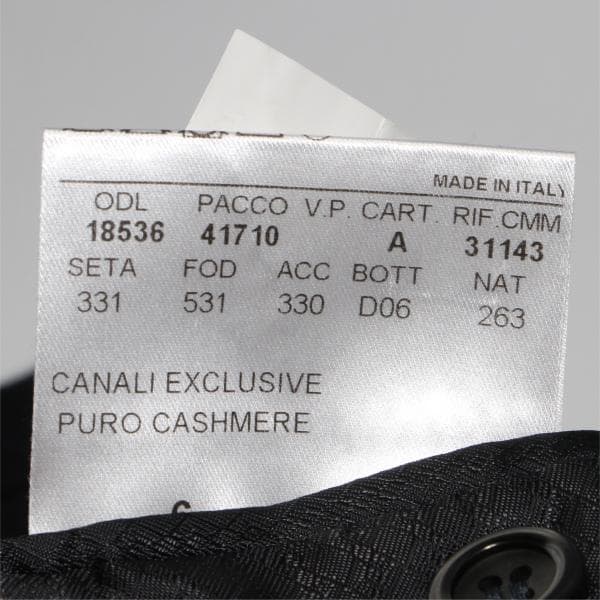 MADE IN ITALY
ODL PACCO V.P. CART. RIF.CMM
18536 41710 A 31143
SETA FOD ACC BOTT NAT
331 531 330 D06 263
CANALI EXCLUSIVE
PURO CASHMERE